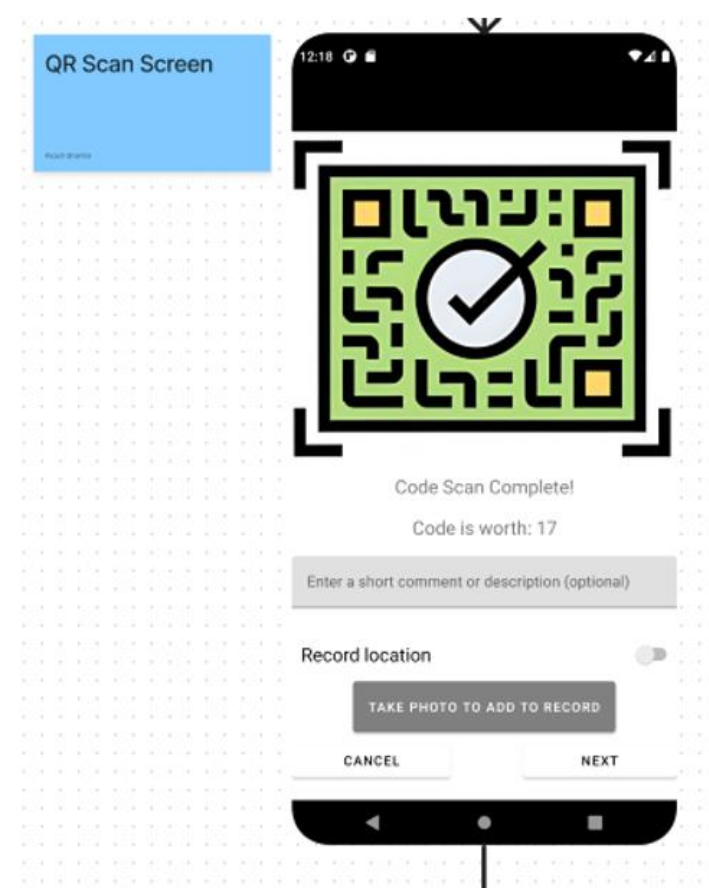 QR Scan Screen
12:18
Code Scan Complete!
Code is worth: 17
Enter a short comment or description (optional)
Record location
TAKE PHOTO TO ADD TO RECORD
CANCEL
NEXT